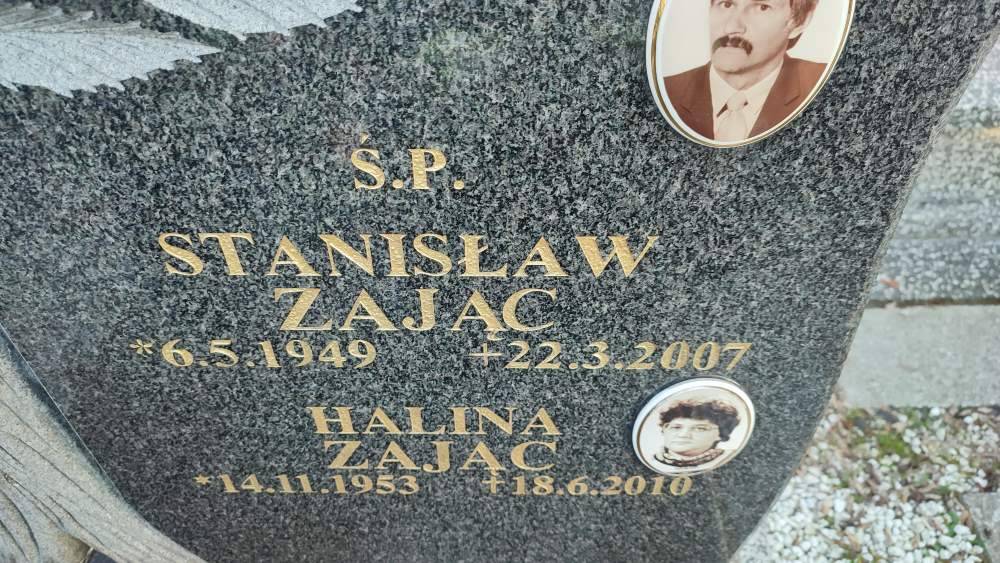 Ś.P.
STANISŁAW
ZAJĄC
*6.5.1949 +22.3.2007
HALINA
ZAJĄC
*14.11.1953 +18.6.2010